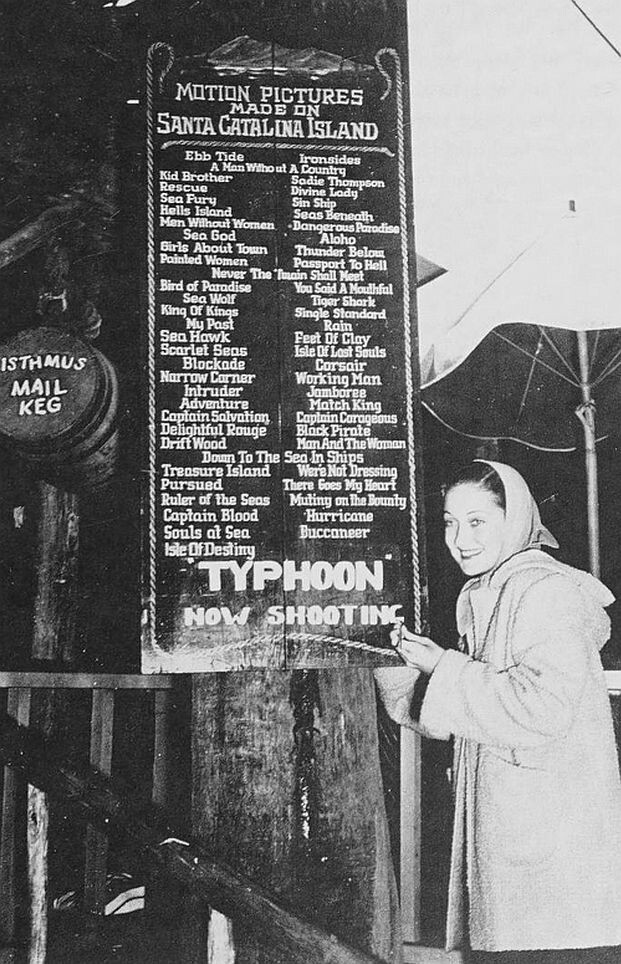 MOTION PICTURES
MADE ON
SANTA CATALINA ISLAND
Ebb Tide Ironsides
A Man Without A Country
Kid Brother Sadie Thompson
Rescue Divine Lady
Sea Fury Sin Ship
Hells Island Seas Beneath
Men Without Women Dangerous Paradise
Sea God Aloho
Girls About Town Thunder Below
Painted Women Passport To Hell
Never The Twain Shall Meet
Bird of Paradise You Said A Mouthful
Sea Wolf Tiger Shark
King Of Kings Single Standard
My Past Rain
Sea Hawk Feet Of Clay
Scarlet Seas Isle Of Lost Souls
Blockade Corsair
Narrow Corner Working Man
Intruder Jamboree
Adventure Match King
Captain Salvation Captain Corageous
Delightful Rouge Black Pirate
Drift Wood Man And The Woman
Down To The Sea In Ships
Treasure Island Were Not Dressing
Pursued There Goes My Heart
Ruler of the Seas Mutiny on the Bounty
Captain Blood Hurricane
Souls at Sea Buccaneer
Isle Of Destiny
TYPHOON
NOW SHOOTING
ISTHMUS
MAIL
KEG